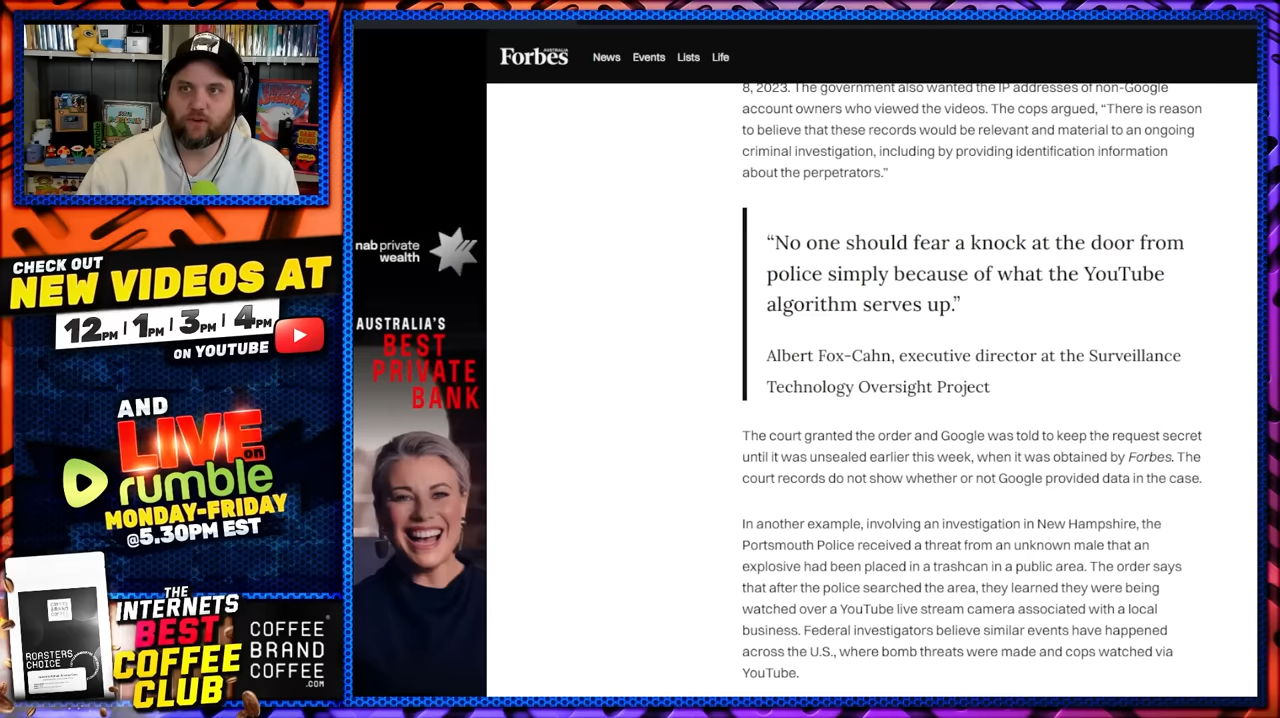 CHECK OUT
NEW VIDEOS AT
12PM | 1PM | 3PM | 4PM
ON YOUTUBE
AND
LIVE
on
rumble
MONDAY-FRIDAY
@5.30PM EST
THE
INTERNETS
BEST
COFFEE
CLUB
ROASTERS
CHOICE
COFFEE
BRAND
COFFEE
.COM
nab private
wealth
AUSTRALIA'S
BEST
PRIVATE
BANK
Forbes
AUSTRALIA
News Events Lists Life
8, 2023. The government also wanted the IP addresses of non-Google
account owners who viewed the videos. The cops argued, “There is reason
to believe that these records would be relevant and material to an ongoing
criminal investigation, including by providing identification information
about the perpetrators.”
“No one should fear a knock at the door from
police simply because of what the YouTube
algorithm serves up.”
Albert Fox-Cahn, executive director at the Surveillance
Technology Oversight Project
The court granted the order and Google was told to keep the request secret
until it was unsealed earlier this week, when it was obtained by Forbes. The
court records do not show whether or not Google provided data in the case.
In another example, involving an investigation in New Hampshire, the
Portsmouth Police received a threat from an unknown male that an
explosive had been placed in a trashcan in a public area. The order says
that after the police searched the area, they learned they were being
watched over a YouTube live stream camera associated with a local
business. Federal investigators believe similar events have happened
across the U.S., where bomb threats were made and cops watched via
YouTube.